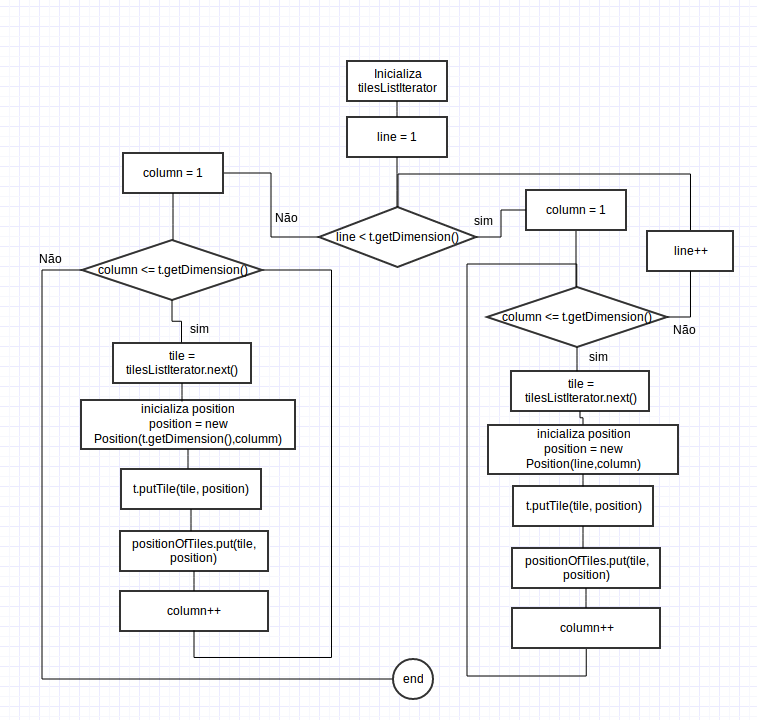 Inicializa
tilesListIterator
line = 1
line < t.getDimension()
Não
sim
column = 1
column <= t.getDimension()
Não
sim
tile =
tilesListIterator.next()
inicializa position
position = new
Position(t.getDimension(),columm)
t.putTile(tile, position)
positionOfTiles.put(tile,
position)
column++
column = 1
line++
column <= t.getDimension()
Não
sim
tile =
tilesListIterator.next()
inicializa position
position = new
Position(line,column)
t.putTile(tile, position)
positionOfTiles.put(tile,
position)
column++
end